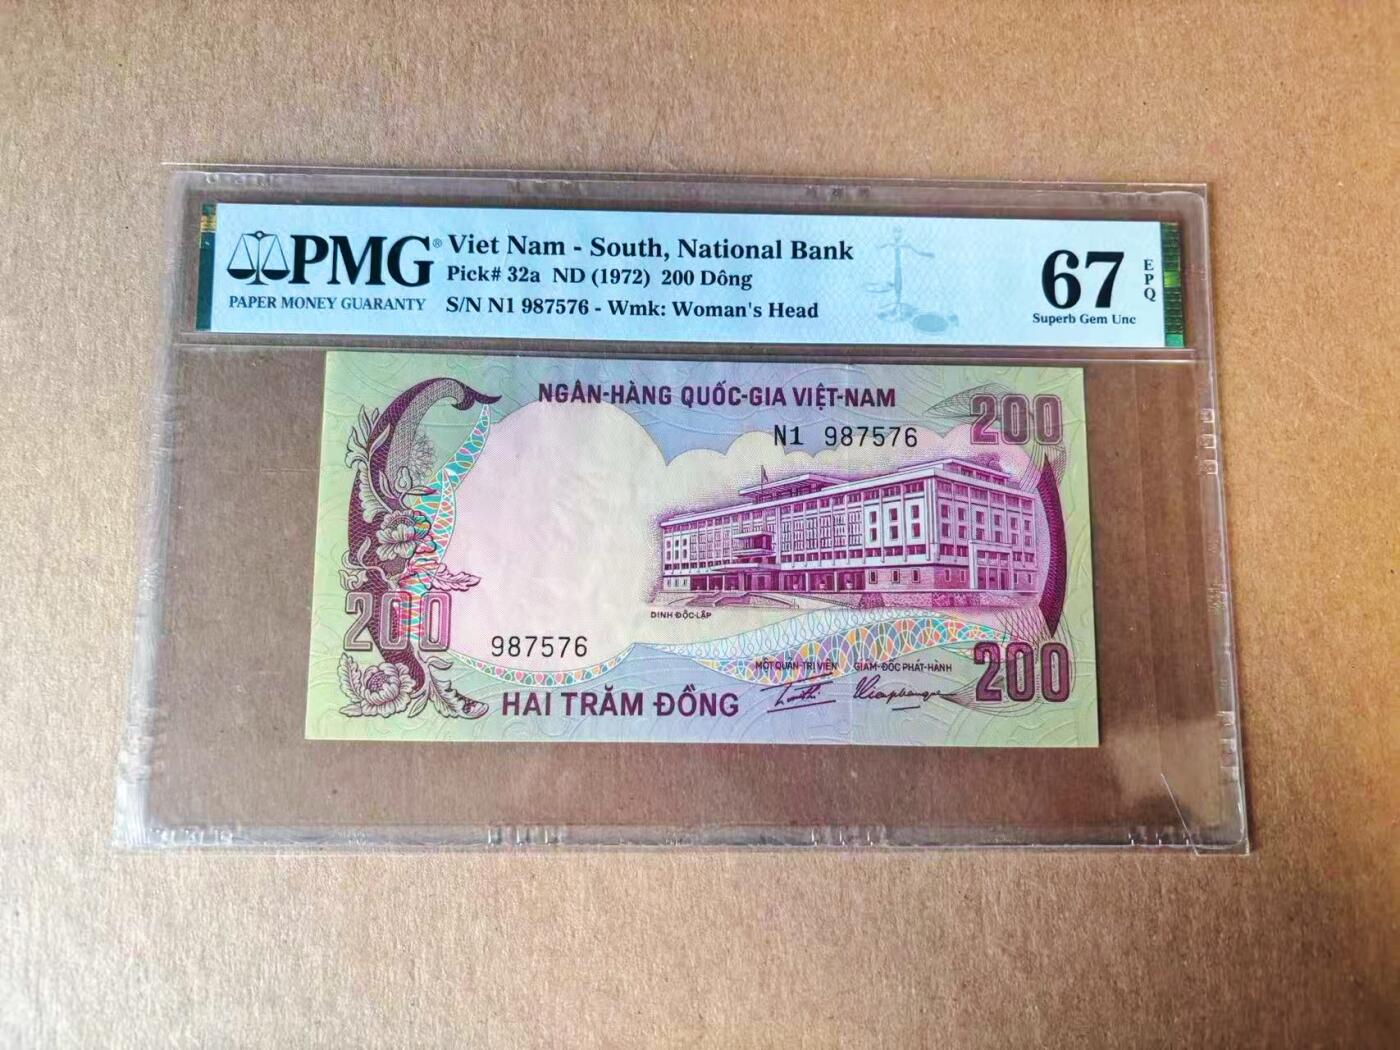 PMG®
PAPER MONEY GUARANTY
Viet Nam - South, National Bank
Pick# 32a ND (1972) 200 Dông
S/N N1 987576 - Wmk: Woman's Head
67
EPQ
Superb Gem Unc
NGÂN-HÀNG QUỐC-GIA VIỆT-NAM
200
N1 987576
DINH ĐỘC-LẬP
200
987576
MỘT QUẢN-TRỊ VIÊN GIÁM-ĐỐC PHÁT-HÀNH
HAI TRĂM ĐỒNG
200